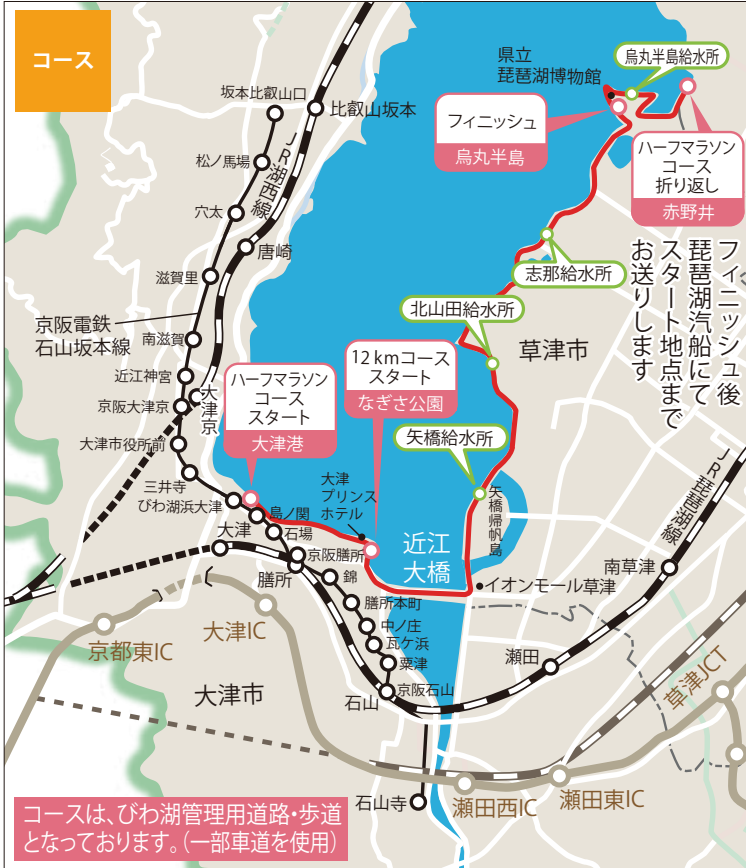 コース
県立
琵琶湖博物館
烏丸半島給水所
坂本比叡山口
比叡山坂本
フィニッシュ
烏丸半島
ハーフマラソン
コース
折り返し
赤野井
松ノ馬場
JR湖西線
穴太
唐崎
志那給水所
フィニッシュ後
琵琶湖汽船にて
スタート地点まで
お送りします
滋賀里
北山田給水所
京阪電鉄
石山坂本線
南滋賀
草津市
12kmコース
スタート
なぎさ公園
近江神宮
大津京
ハーフマラソン
コース
スタート
大津港
京阪大津京
矢橋給水所
大津市役所前
JR琵琶湖線
三井寺
大津
プリンス
ホテル
矢橋帰帆島
びわ湖浜大津
島ノ関
石場
大津
近江
大橋
京阪膳所
膳所
錦
イオンモール草津
南草津
膳所本町
大津IC
京都東IC
中ノ庄
瓦ケ浜
粟津
瀬田
大津市
石山
京阪石山
草津JCT
石山寺
瀬田西IC
瀬田東IC
コースは、びわ湖管理用道路・歩道
となっております。(一部車道を使用)